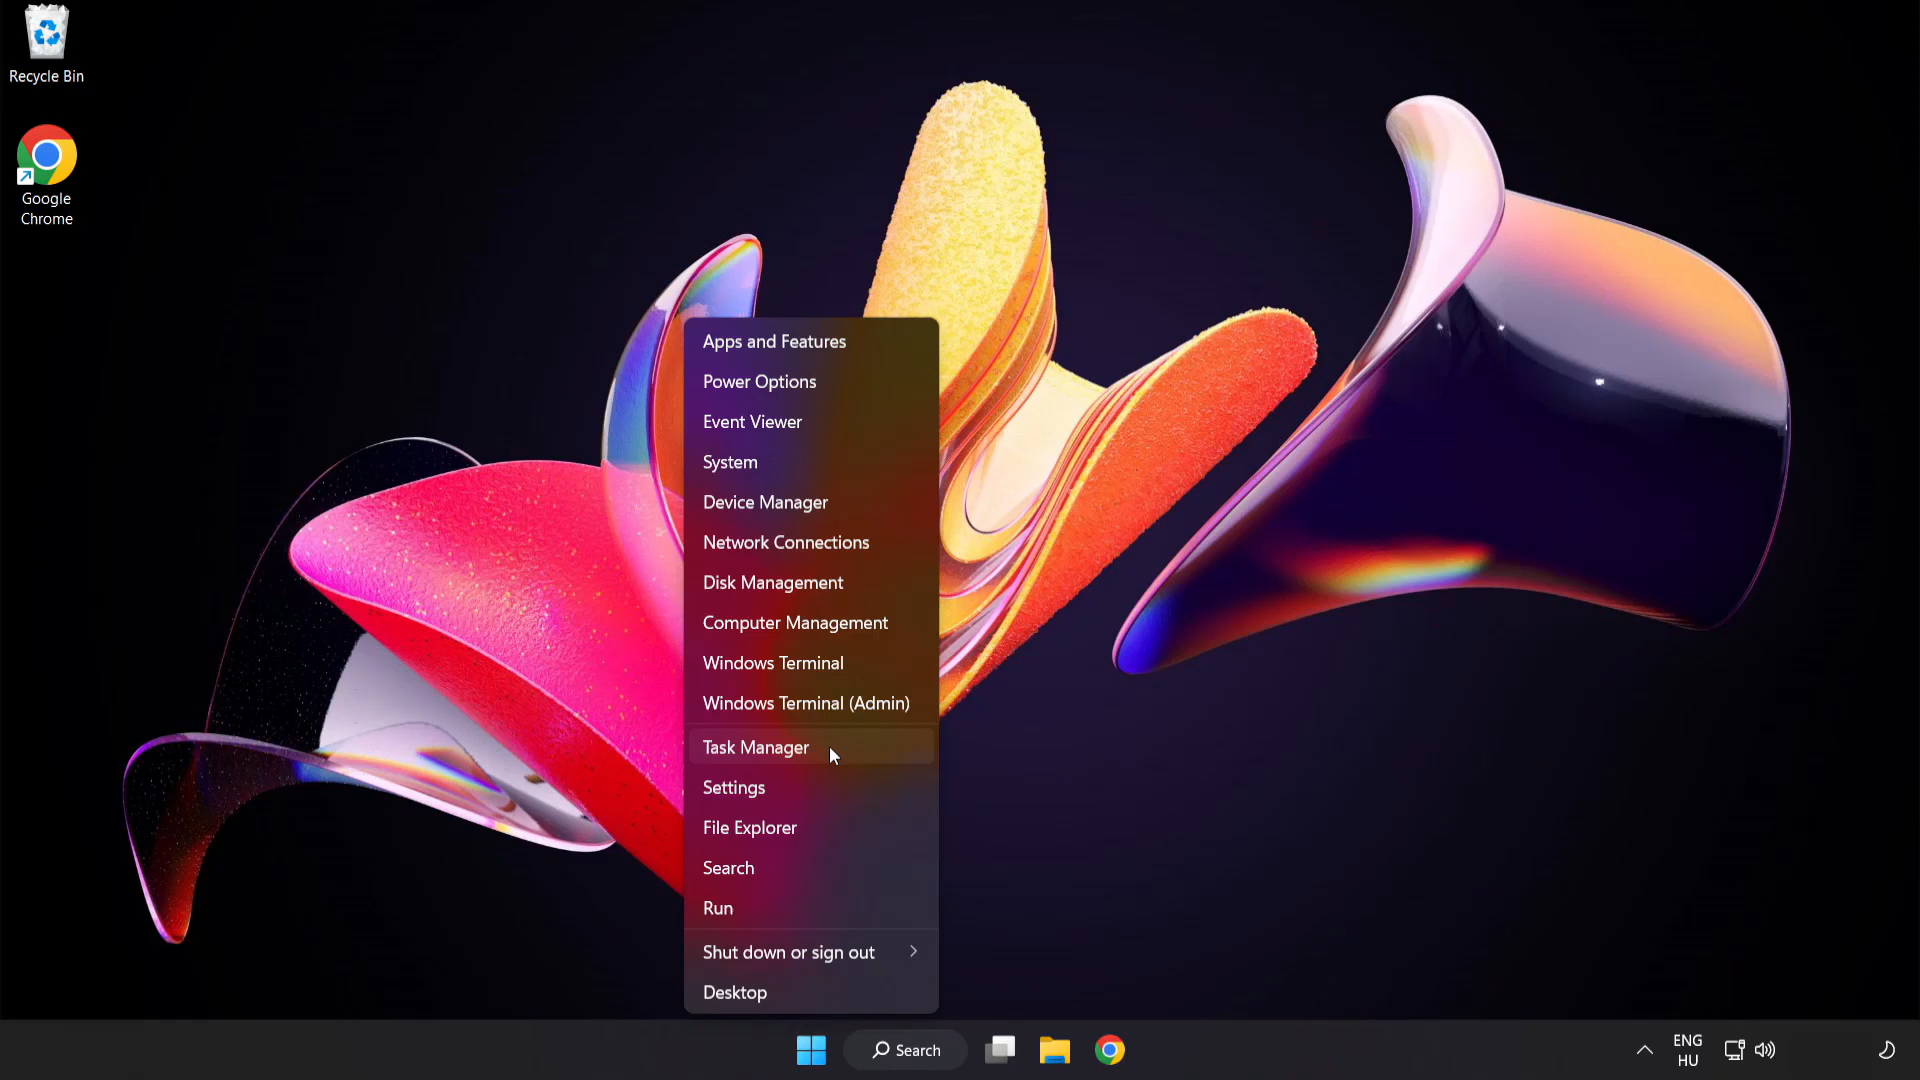 Recycle Bin
Google
Chrome
Apps and Features
Power Options
Event Viewer
System
Device Manager
Network Connections
Disk Management
Computer Management
Windows Terminal
Windows Terminal (Admin)
Task Manager
Settings
File Explorer
Search
Run
Shut down or sign out
Desktop
Search
ENG
HU